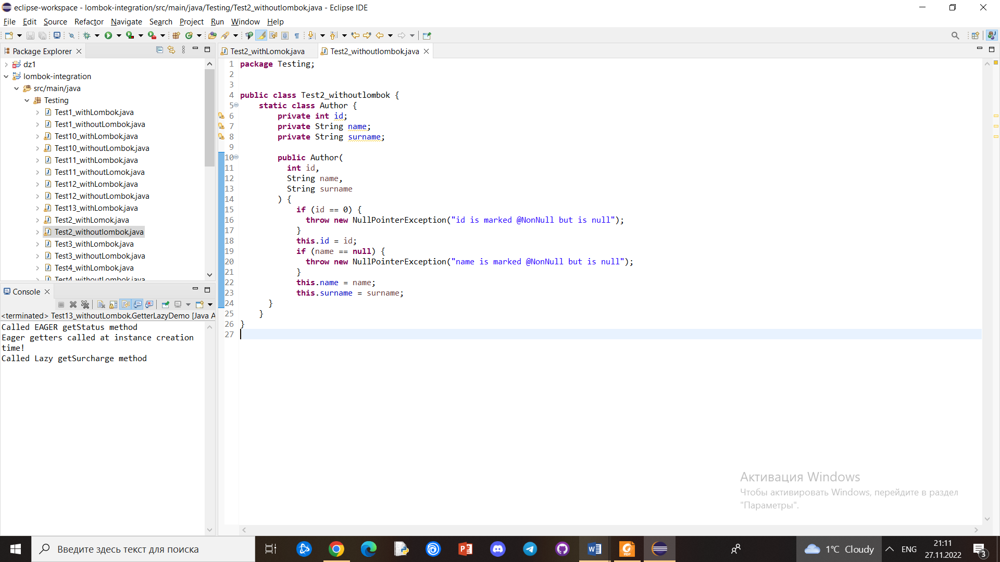 eclipse-workspace - lombok-integration/src/main/java/Testing/Test2_withoutlombok.java - Eclipse IDE
File Edit Source Refactor Navigate Search Project Run Window Help
Package Explorer
dz1
lombok-integration
src/main/java
Testing
Test1_withLombok.java
Test1_withoutLombok.java
Test10_withLombok.java
Test10_withoutLombok.java
Test11_withLombok.java
Test11_withoutLomok.java
Test12_withLombok.java
Test12_withoutLombok.java
Test13_withLombok.java
Test2_withLomok.java
Test2_withoutlombok.java
Test3_withLombok.java
Test3_withoutLombok.java
Test4_withLombok.java
Test4_withoutLombok.java
Console
<terminated> Test13_withoutLombok.GetterLazyDemo [Java A
Called EAGER getStatus method
Eager getters called at instance creation
time!
Called Lazy getSurcharge method
Test2_withLomok.java Test2_withoutlombok.java
1 package Testing;
2
3
4 public class Test2_withoutlombok {
5 static class Author {
6 private int id;
7 private String name;
8 private String surname;
9
10 public Author(
11 int id,
12 String name,
13 String surname
14 ) {
15 if (id == 0) {
16 throw new NullPointerException("id is marked @NonNull but is null");
17 }
18 this.id = id;
19 if (name == null) {
20 throw new NullPointerException("name is marked @NonNull but is null");
21 }
22 this.name = name;
23 this.surname = surname;
24 }
25 }
26 }
27
Активация Windows
Чтобы активировать Windows, перейдите в раздел
"Параметры".
Введите здесь текст для поиска
1°C Cloudy
ENG
21:11
27.11.2022
3